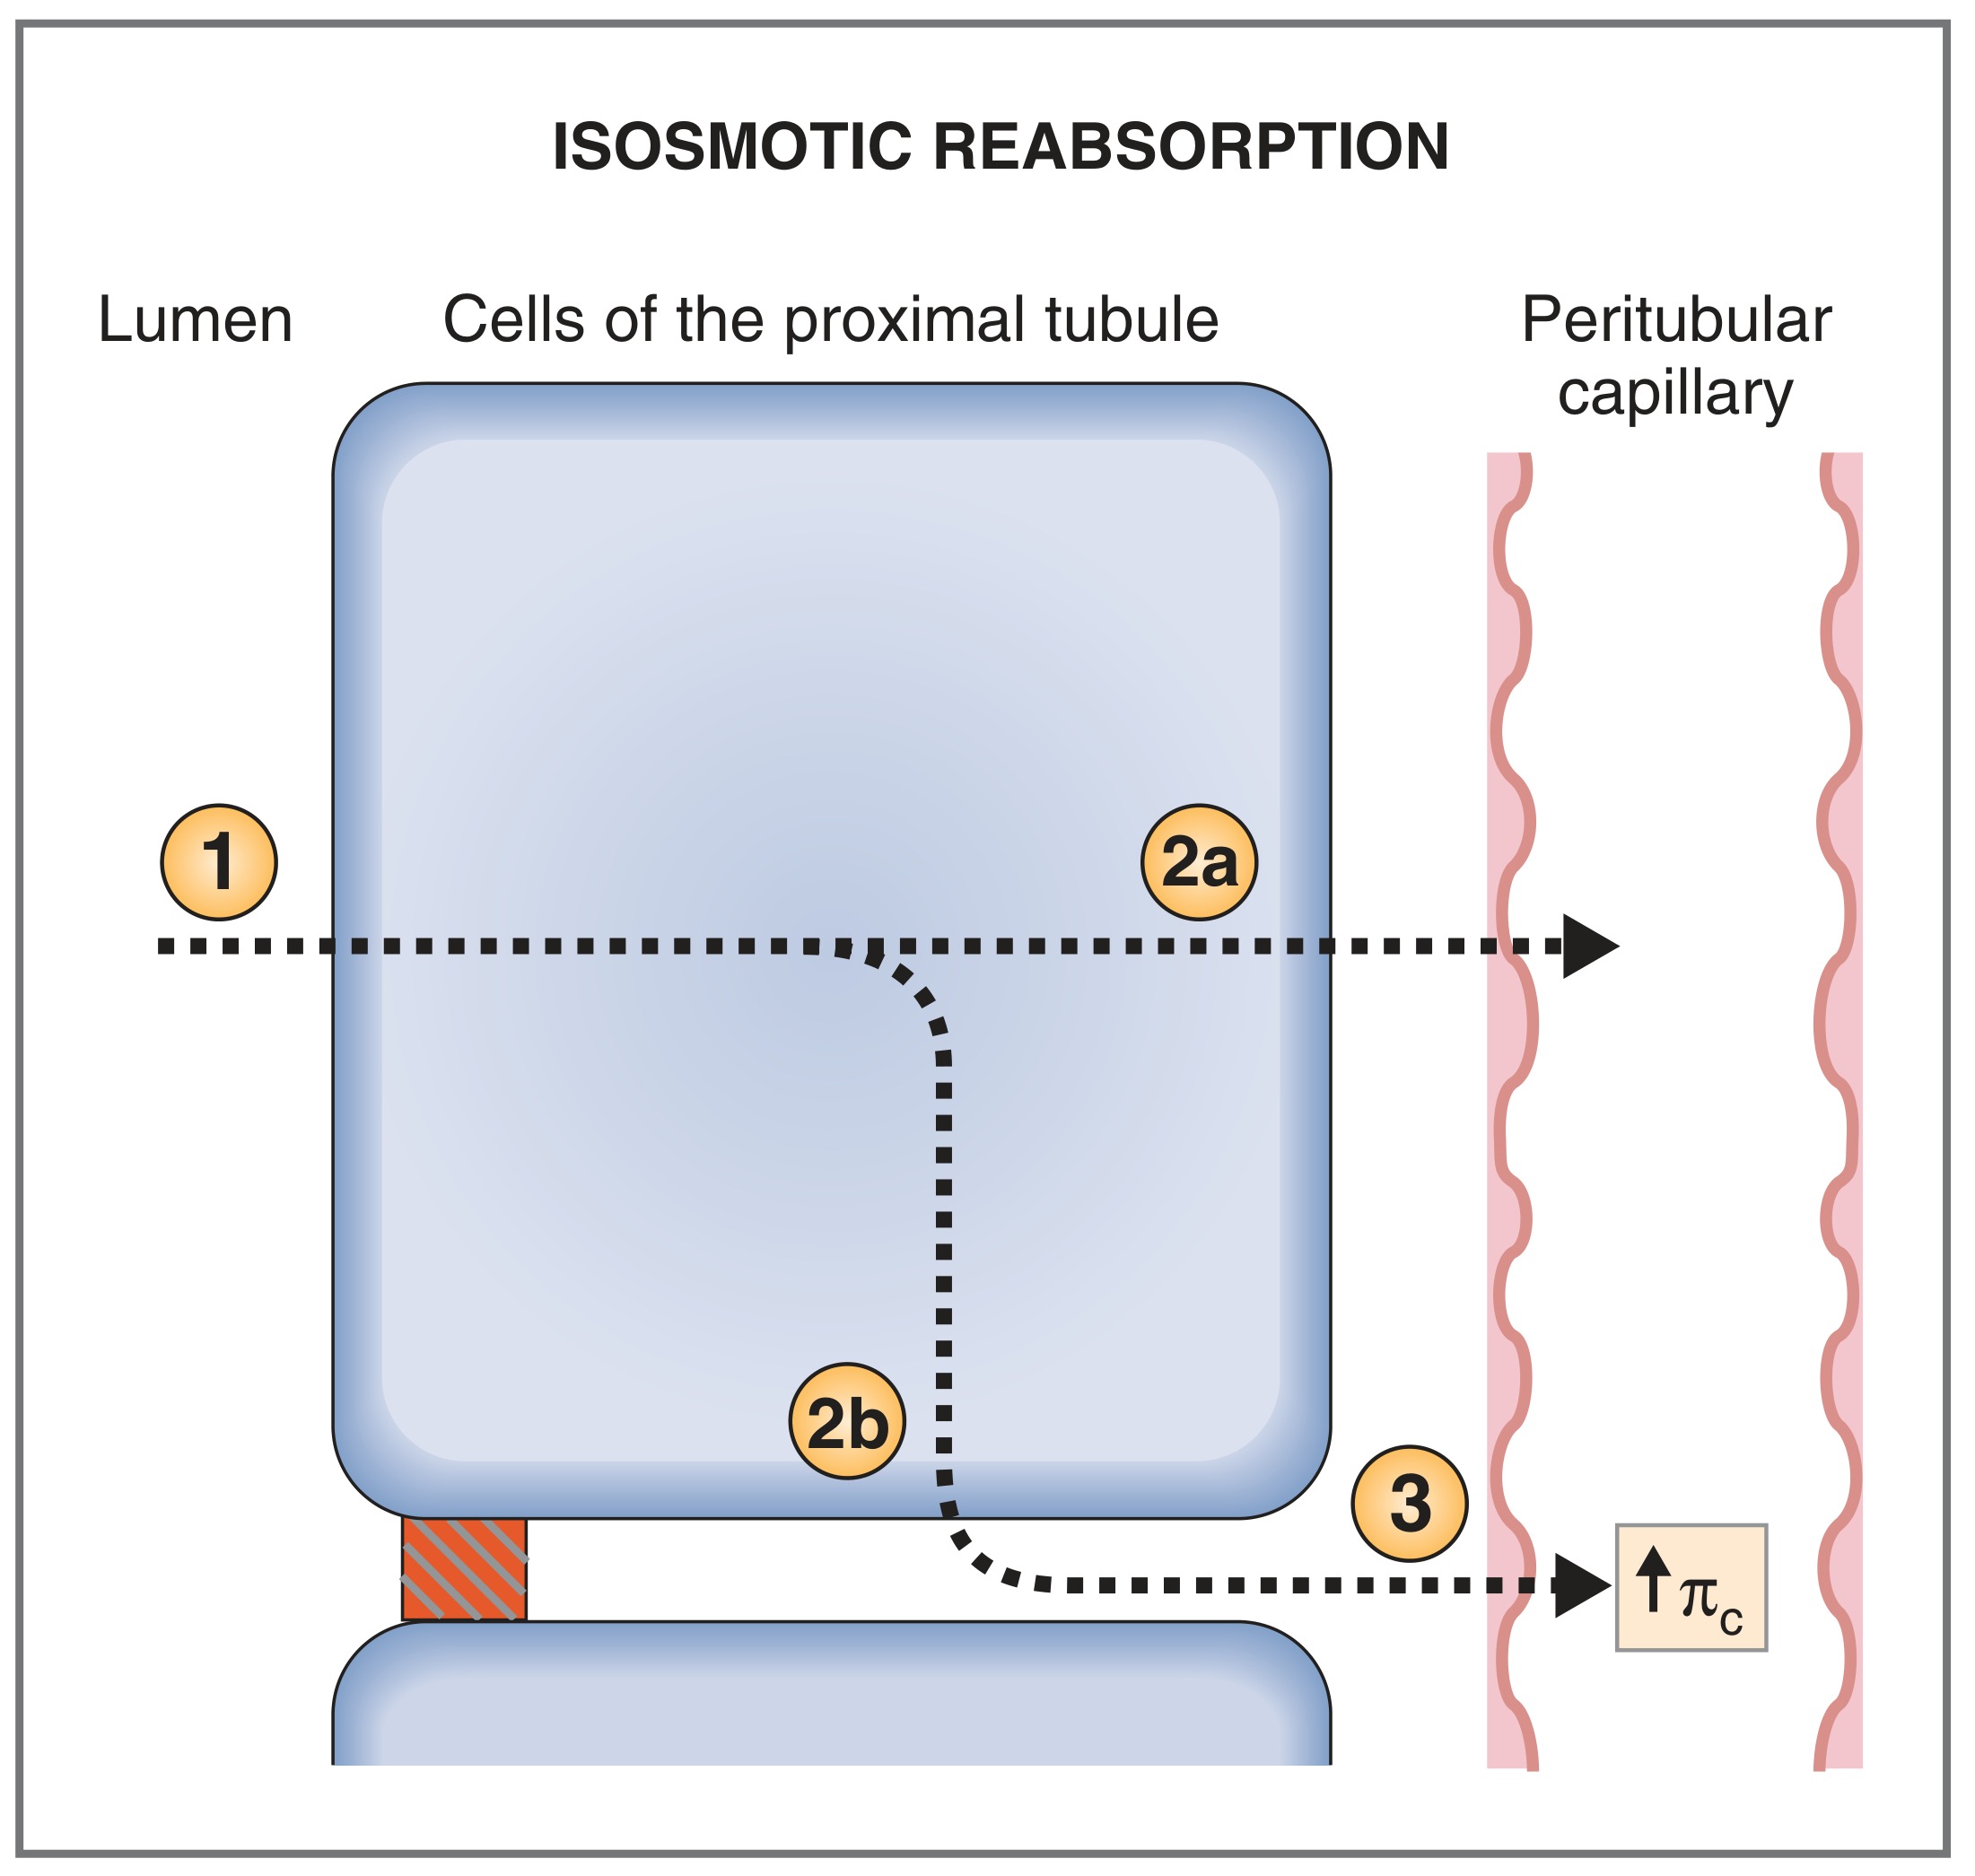 ISOSMOTIC REABSORPTION
Lumen
Cells of the proximal tubule
Peritubular
capillary
1
2a
2b
3
↑ πc